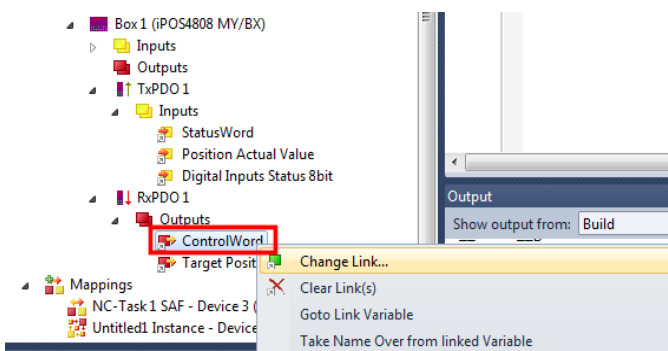 Box 1 (iPOS4808 MY/BX)
Inputs
Outputs
TxPDO 1
Inputs
StatusWord
Position Actual Value
Digital Inputs Status 8bit
RxPDO 1
Outputs
ControlWord
Target Posit
Mappings
NC-Task 1 SAF - Device 3 (
Untitled1 Instance - Device
Output
Show output from: Build
Change Link...
Clear Link(s)
Goto Link Variable
Take Name Over from linked Variable